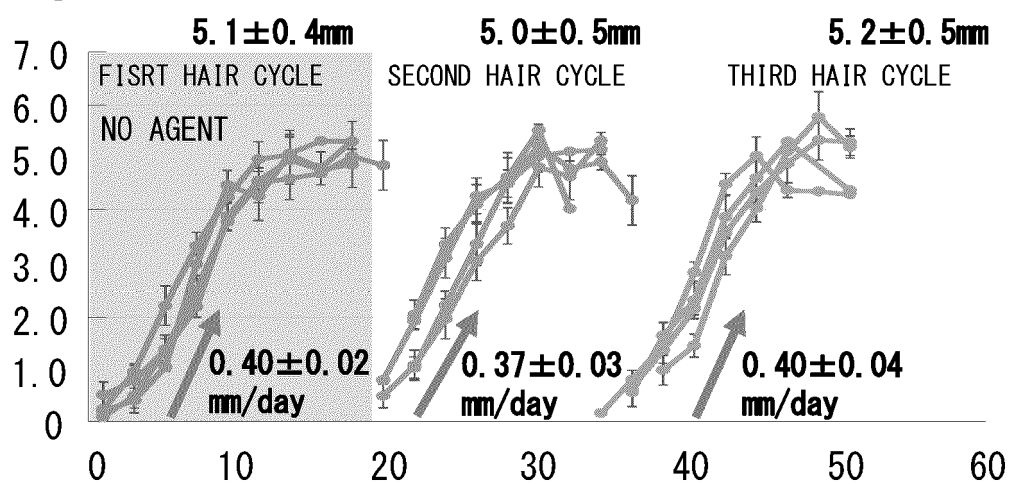 5.1±0.4mm 5.0±0.5mm 5.2±0.5mm
7.0
FISRT HAIR CYCLE SECOND HAIR CYCLE THIRD HAIR CYCLE
6.0
NO AGENT
5.0
4.0
3.0
2.0
1.0
0.40±0.02 0.37±0.03 0.40±0.04
mm/day mm/day mm/day
0
0 10 20 30 40 50 60